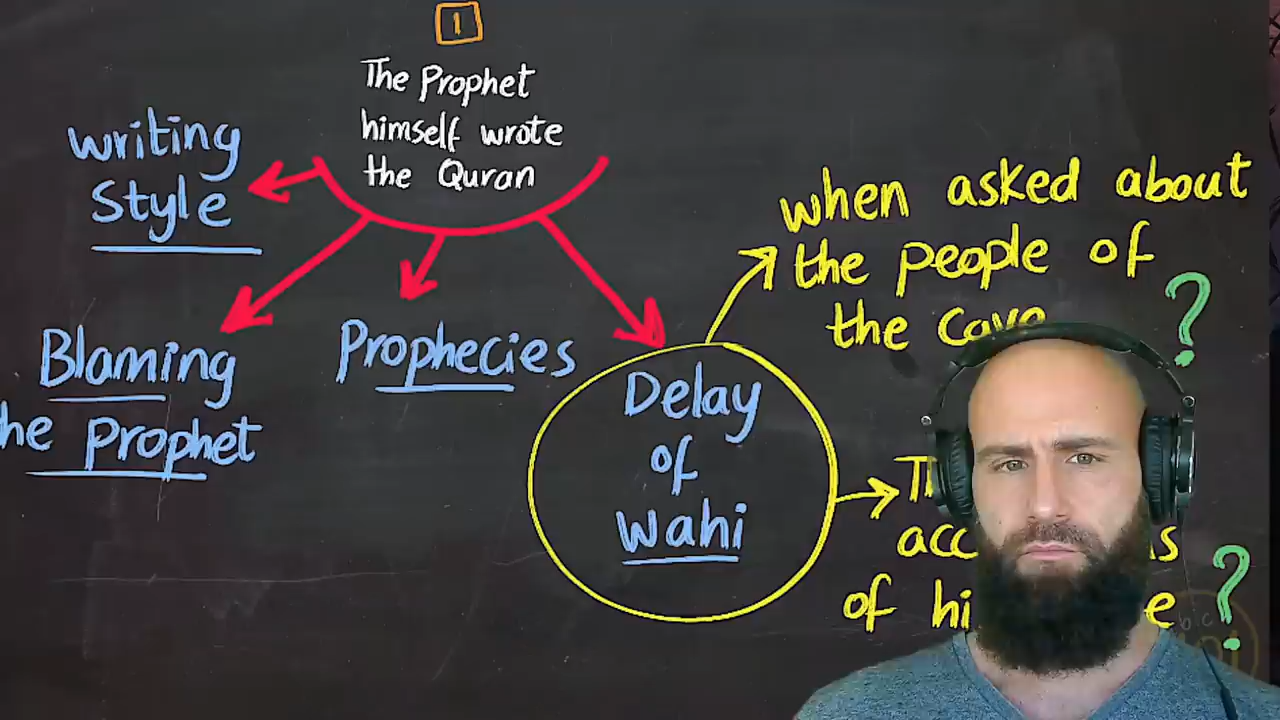 1
The Prophet
himself wrote
the Quran
writing
Style
Blaming
he Prophet
Prophecies
Delay
of
Wahi
when asked about
the people of
the cave
?
of
?